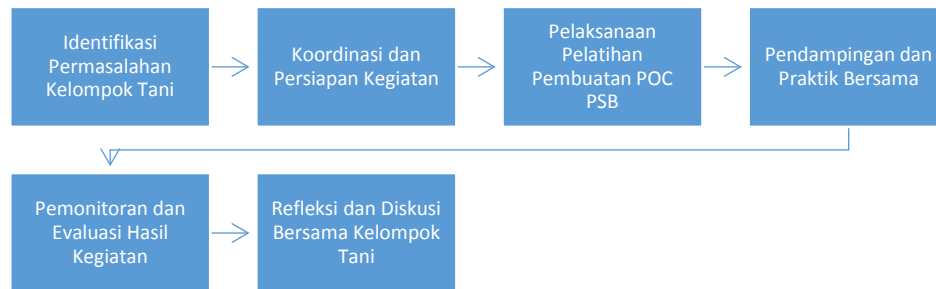 Identifikasi
Permasalahan
Kelompok Tani
Koordinasi dan
Persiapan Kegiatan
Pelaksanaan
Pelatihan
Pembuatan POC
PSB
Pendampingan dan
Praktik Bersama
Pemonitoran dan
Evaluasi Hasil
Kegiatan
Refleksi dan Diskusi
Bersama Kelompok
Tani